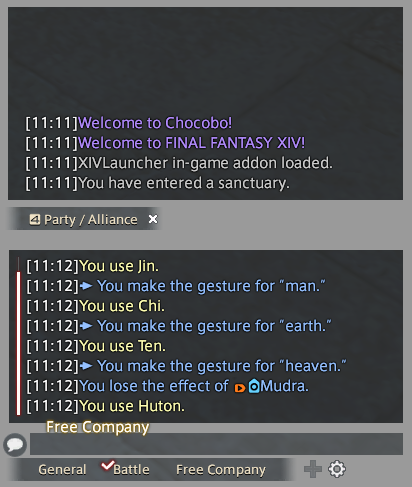 [11:11]Welcome to Chocobo!
[11:11]Welcome to FINAL FANTASY XIV!
[11:11]XIVLauncher in-game addon loaded.
[11:11]You have entered a sanctuary.
4 Party / Alliance ×
[11:12]You use Jin.
[11:12] You make the gesture for "man."
[11:12]You use Chi.
[11:12] You make the gesture for "earth."
[11:12]You use Ten.
[11:12] You make the gesture for "heaven."
[11:12]You lose the effect of Mudra.
[11:12]You use Huton.
Free Company
General Battle Free Company